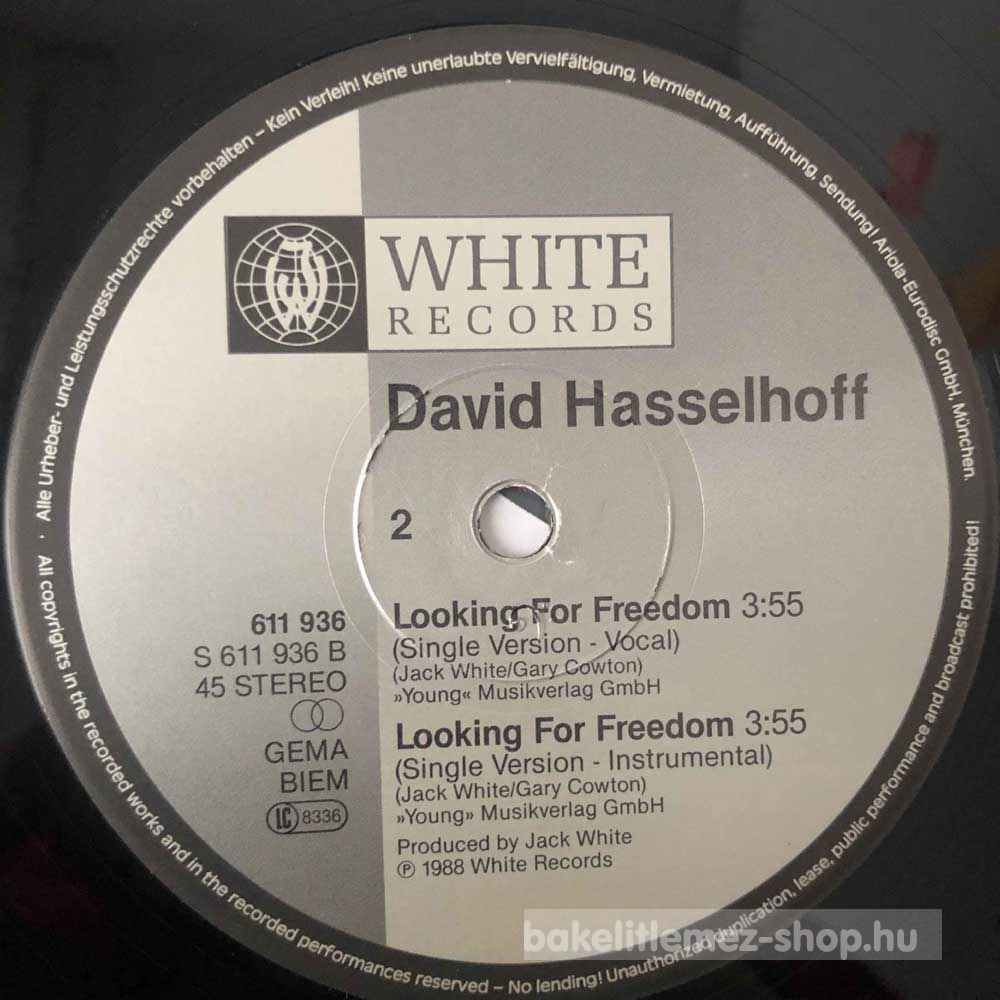 Alle Urheber- und Leistungsschutzrechte vorbehalten – Kein Verleih! Keine unerlaubte Vervielfältigung, Vermietung, Aufführung, Sendung! Ariola-Eurodisc GmbH, München.
WHITE
RECORDS
David Hasselhoff
2
611 936
S 611 936 B
45 STEREO
GEMA
BIEM
LC 8336
Looking For Freedom 3:55
(Single Version - Vocal)
(Jack White/Gary Cowton)
»Young« Musikverlag GmbH
Looking For Freedom 3:55
(Single Version - Instrumental)
(Jack White/Gary Cowton)
»Young» Musikverlag GmbH
Produced by Jack White
Ⓟ 1988 White Records
· All copyrights in the recorded works and in the recorded performances reserved – No lending! Unauthorized duplication, lease, public performance and broadcast prohibited!
bakelitlemez-shop.hu